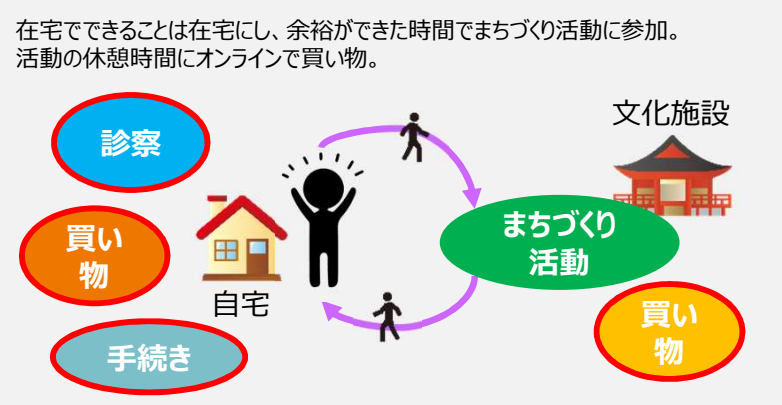 在宅でできることは在宅にし、余裕ができた時間でまちづくり活動に参加。
活動の休憩時間にオンラインで買い物。
文化施設
診察
まちづくり
活動
買い
物
自宅
買い
物
手続き